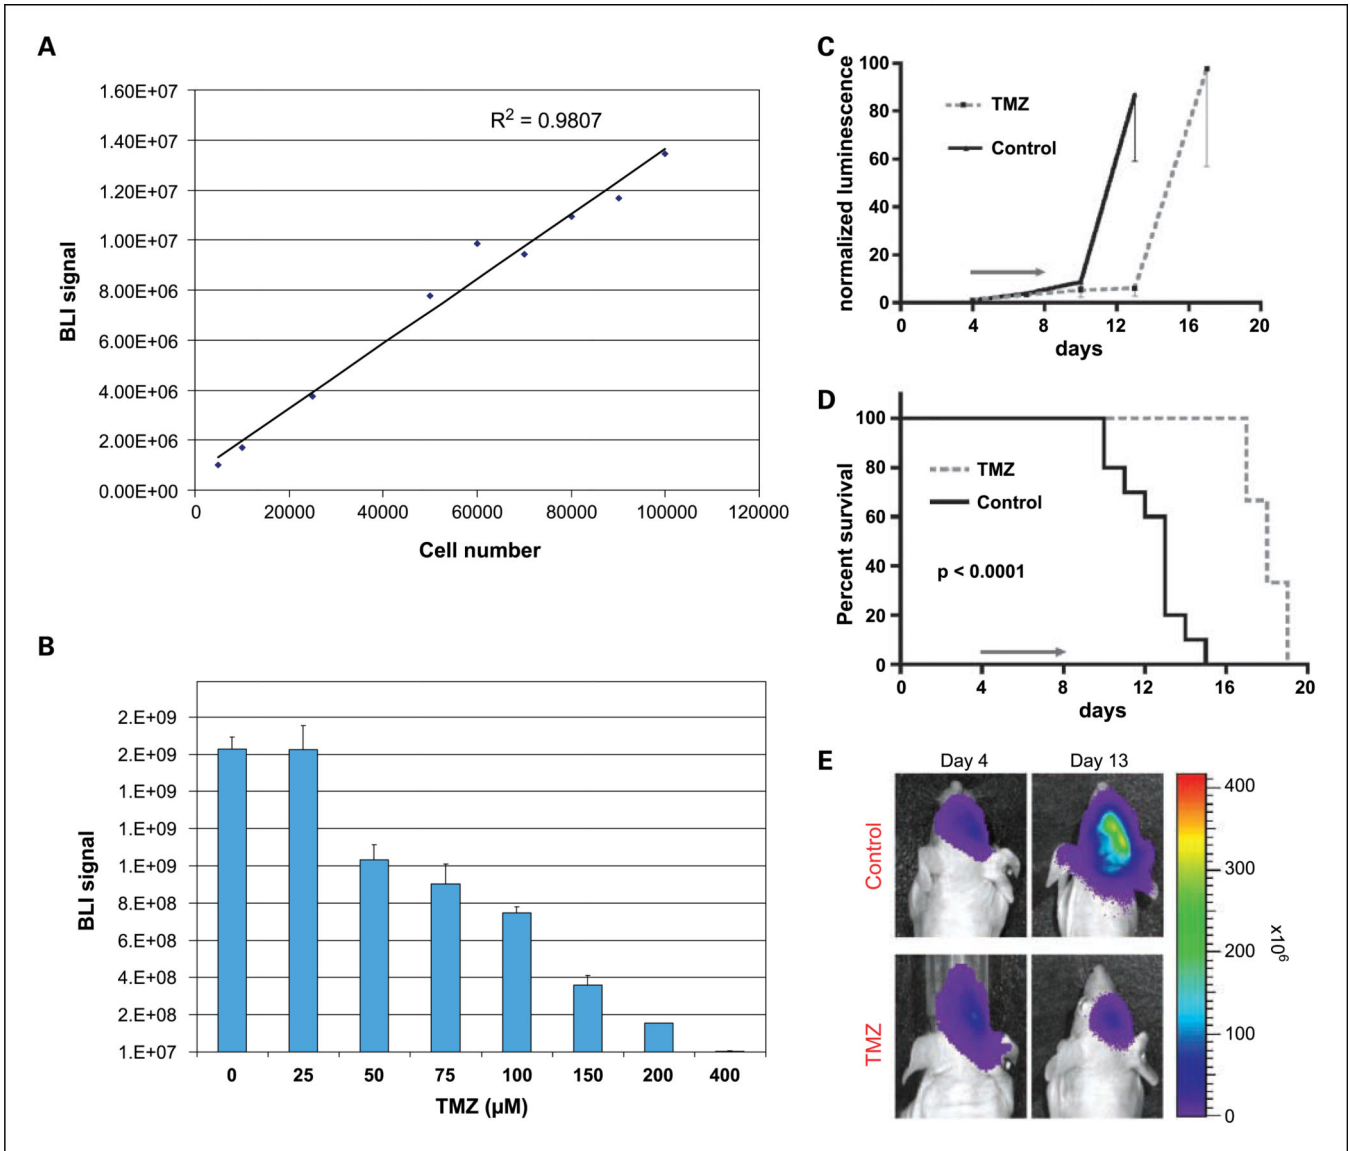 A
1.60E+07
1.40E+07
1.20E+07
1.00E+07
8.00E+06
6.00E+06
4.00E+06
2.00E+06
0.00E+00
BLI signal
R² = 0.9807
0 20000 40000 60000 80000 100000 120000
Cell number
B
2.E+09
2.E+09
1.E+09
1.E+09
1.E+09
8.E+08
6.E+08
4.E+08
2.E+08
1.E+07
BLI signal
0 25 50 75 100 150 200 400
TMZ (µM)
C
100
80
60
40
20
0
normalized luminescence
TMZ
Control
0 4 8 12 16 20
days
D
100
80
60
40
20
0
Percent survival
TMZ
Control
p < 0.0001
0 4 8 12 16 20
days
E
Day 4 Day 13
Control
TMZ
400
300
200
100
0
x10⁶